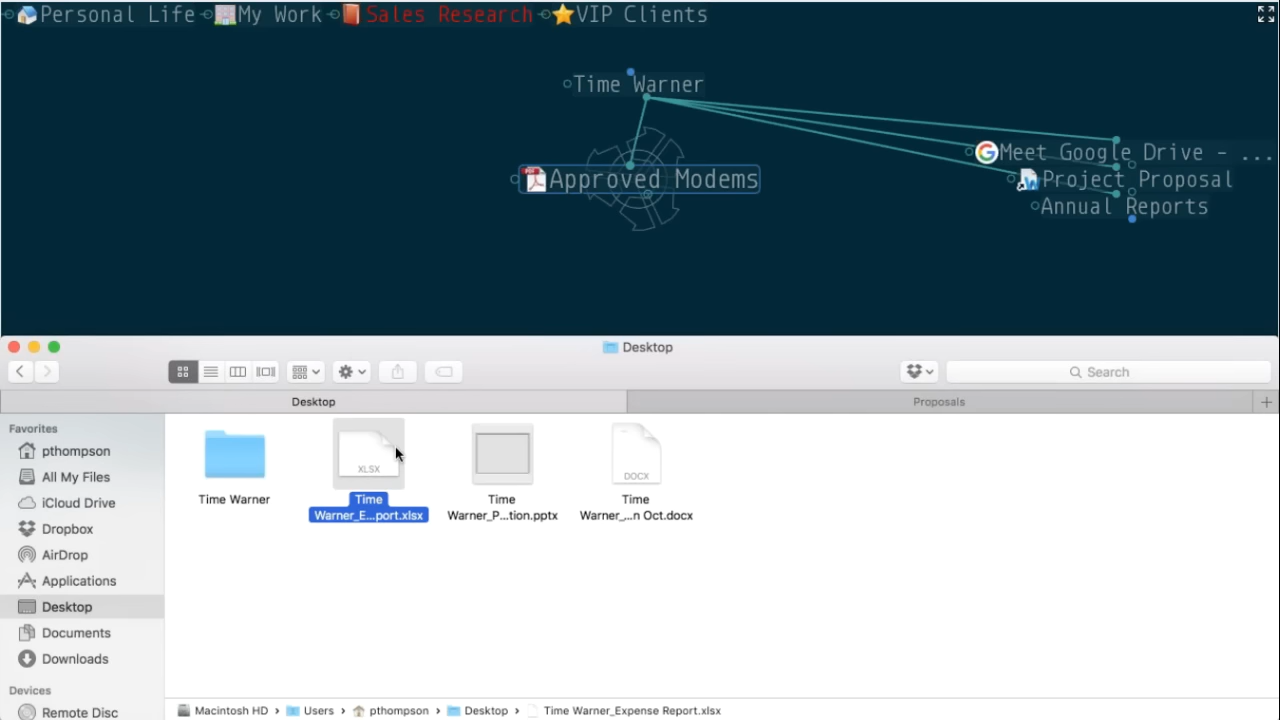 Personal Life My Work Sales Research VIP Clients
Time Warner
Meet Google Drive - ...
PDF Approved Modems
W Project Proposal
Annual Reports
Desktop
Search
Desktop Proposals
Favorites
pthompson
All My Files
iCloud Drive
Dropbox
AirDrop
Applications
Desktop
Documents
Downloads
Devices
Remote Disc
XLSX
DOCX
Time Warner
Time
Warner_E...port.xlsx
Time
Warner_P...tion.pptx
Time
Warner_...n Oct.docx
Macintosh HD › Users › pthompson › Desktop › Time Warner_Expense Report.xlsx